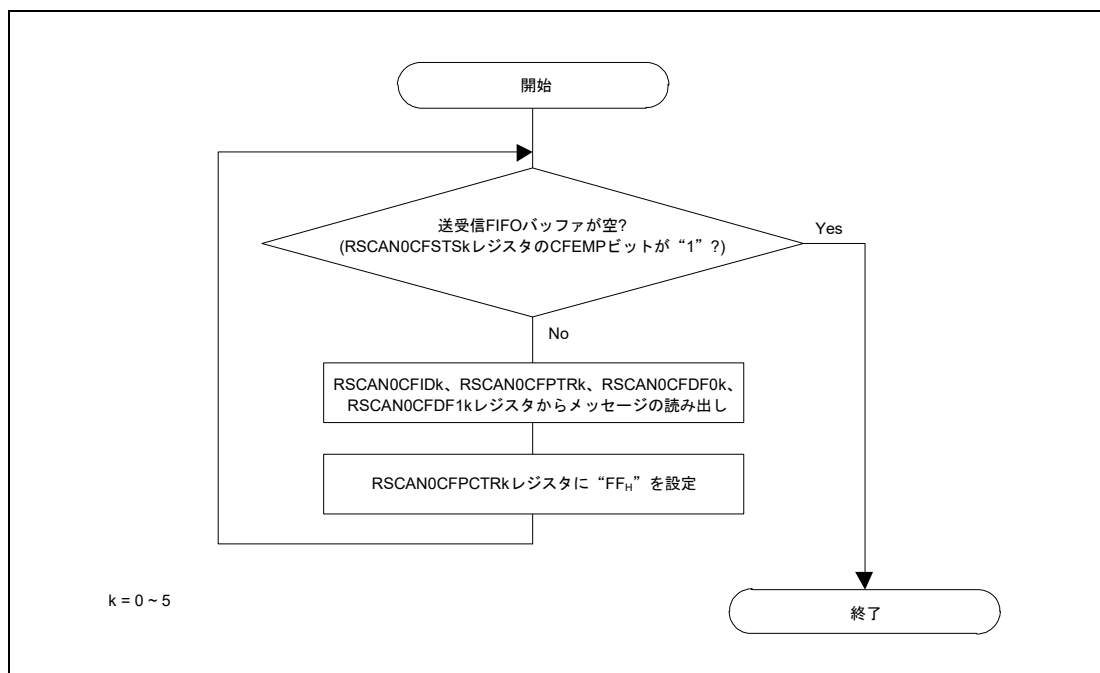 開始
送受信FIFOバッファが空?
(RSCAN0CFSTSkレジスタのCFEMPビットが“1”?)
Yes
No
RSCAN0CFIDk、RSCAN0CFPTRk、RSCAN0CFDF0k、
RSCAN0CFDF1kレジスタからメッセージの読み出し
RSCAN0CFPCTRkレジスタに“FFH”を設定
k = 0 ~ 5
終了